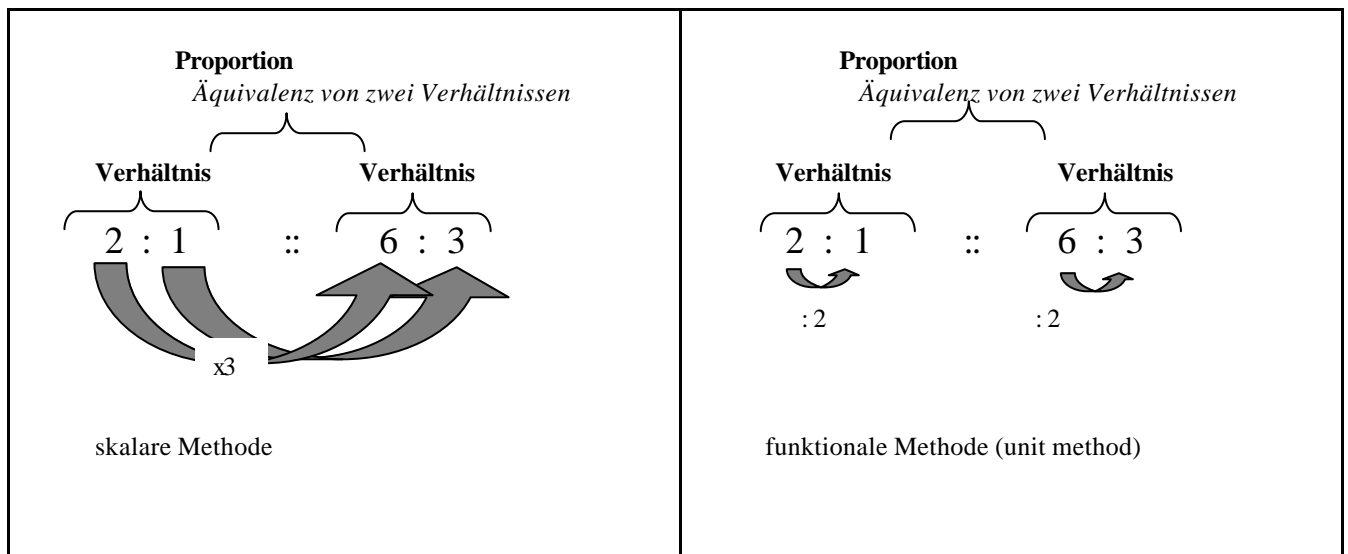 Proportion
Äquivalenz von zwei Verhältnissen
Verhältnis Verhältnis
2 : 1 :: 6 : 3
x3
skalare Methode
Proportion
Äquivalenz von zwei Verhältnissen
Verhältnis Verhältnis
2 : 1 :: 6 : 3
: 2 : 2
funktionale Methode (unit method)